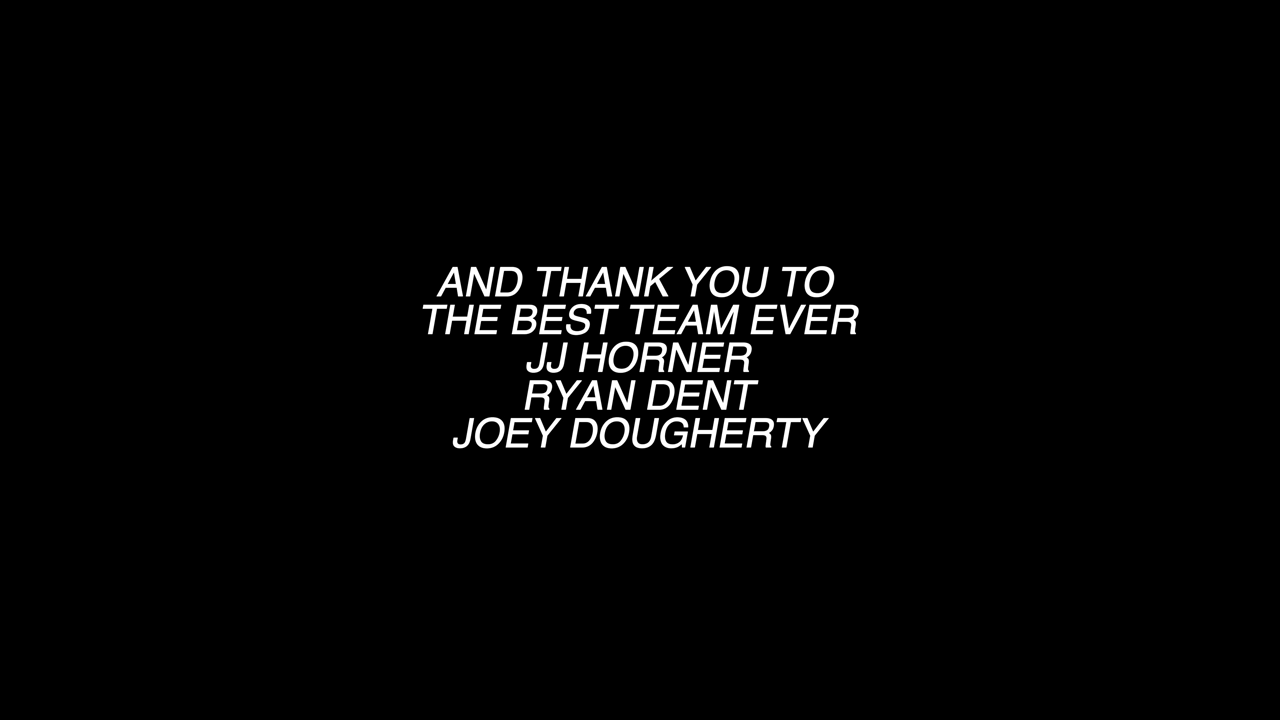 AND THANK YOU TO
THE BEST TEAM EVER
JJ HORNER
RYAN DENT
JOEY DOUGHERTY